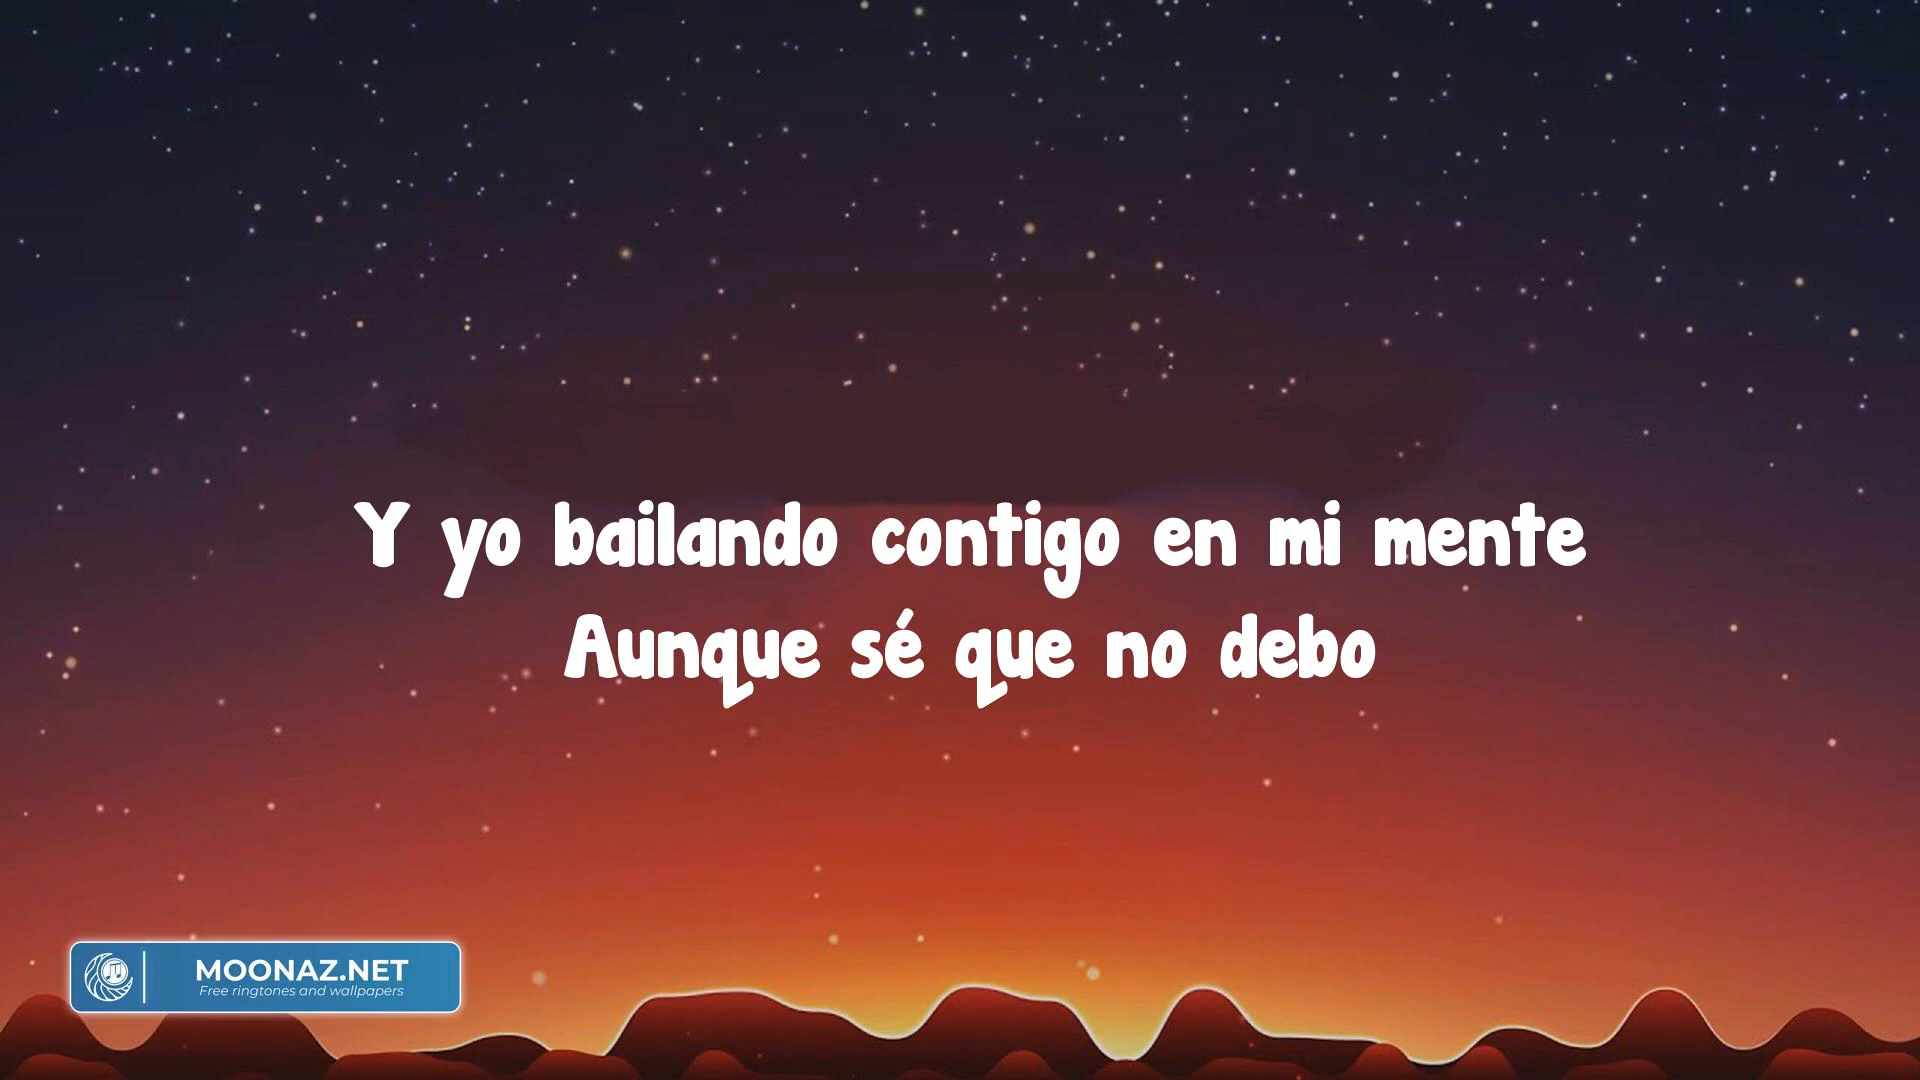 Y yo bailando contigo en mi mente
Aunque sé que no debo
MOONAZ.NET
Free ringtones and wallpapers